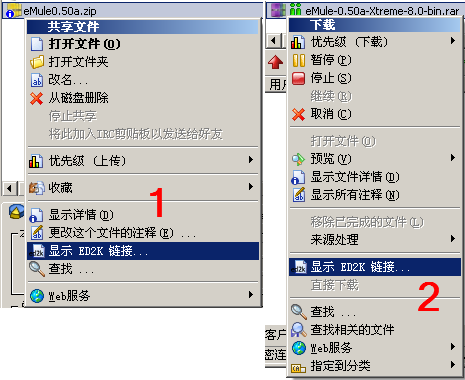 eMule0.50a.zip
共享文件
打开文件(O)
打开文件夹
改名...
从磁盘删除
停止共享
将此加入IRC剪贴板以发送给好友
优先级 (上传)
收藏
1
显示详情(D)
更改这个文件的注释(E) ...
显示 ED2K 链接...
查找 ...
Web服务
eMule-0.50a-Xtreme-8.0-bin.rar
下载
优先级 (下载)
暂停(P)
停止(S)
继续(R)
取消(C)
用户
打开文件(O)
预览(V)
显示文件详情(D)
显示所有注释(N)
移除已完成的文件(L)
来源处理
显示 ED2K 链接...
直接下载
2
查找 ...
查找相关的文件
Web服务
指定到分类
客户
密连